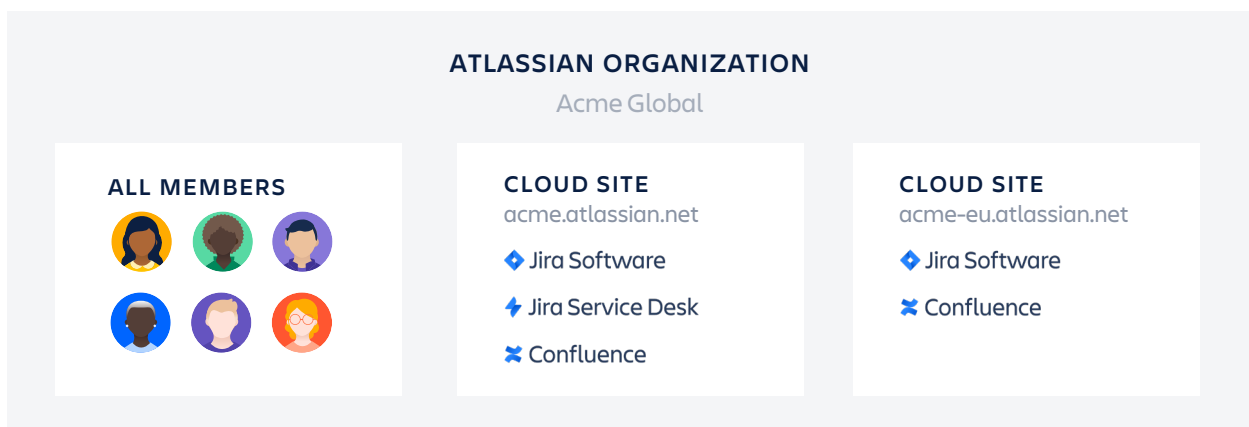 ATLASSIAN ORGANIZATION
Acme Global
ALL MEMBERS
CLOUD SITE
acme.atlassian.net
Jira Software
Jira Service Desk
Confluence
CLOUD SITE
acme-eu.atlassian.net
Jira Software
Confluence